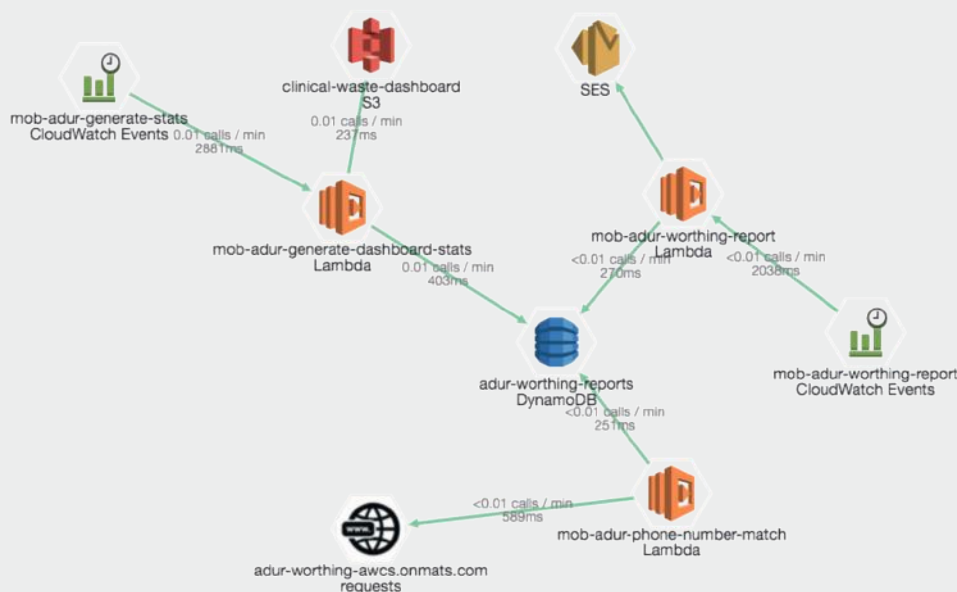 clinical-waste-dashboard
S3
SES
mob-adur-generate-stats
CloudWatch Events
0.01 calls / min
2881ms
0.01 calls / min
237ms
mob-adur-generate-dashboard-stats
Lambda
mob-adur-worthing-report
Lambda
0.01 calls / min
403ms
<0.01 calls / min
270ms
<0.01 calls / min
2038ms
adur-worthing-reports
DynamoDB
mob-adur-worthing-report
CloudWatch Events
<0.01 calls / min
251ms
<0.01 calls / min
589ms
www.
mob-adur-phone-number-match
Lambda
adur-worthing-awcs.onmats.com
requests